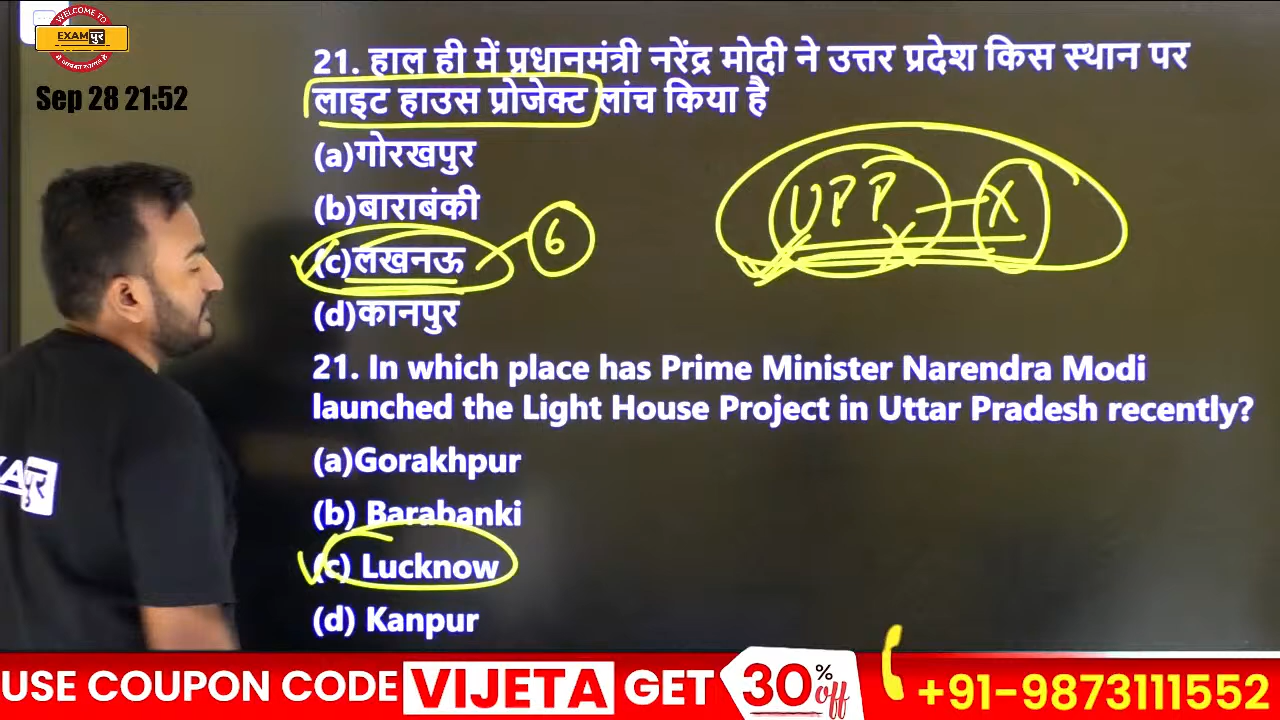 WELCOME TO
EXAM पुर
Sep 28 21:52
21. हाल ही में प्रधानमंत्री नरेंद्र मोदी ने उत्तर प्रदेश किस स्थान पर
लाइट हाउस प्रोजेक्ट लांच किया है
(a)गोरखपुर
(b)बाराबंकी
(c)लखनऊ
6
UPP - X
X
(d)कानपुर
21. In which place has Prime Minister Narendra Modi
launched the Light House Project in Uttar Pradesh recently?
(a)Gorakhpur
(b) Barabanki
(c) Lucknow
(d) Kanpur
USE COUPON CODE VIJETA GET 30% off
+91-9873111552